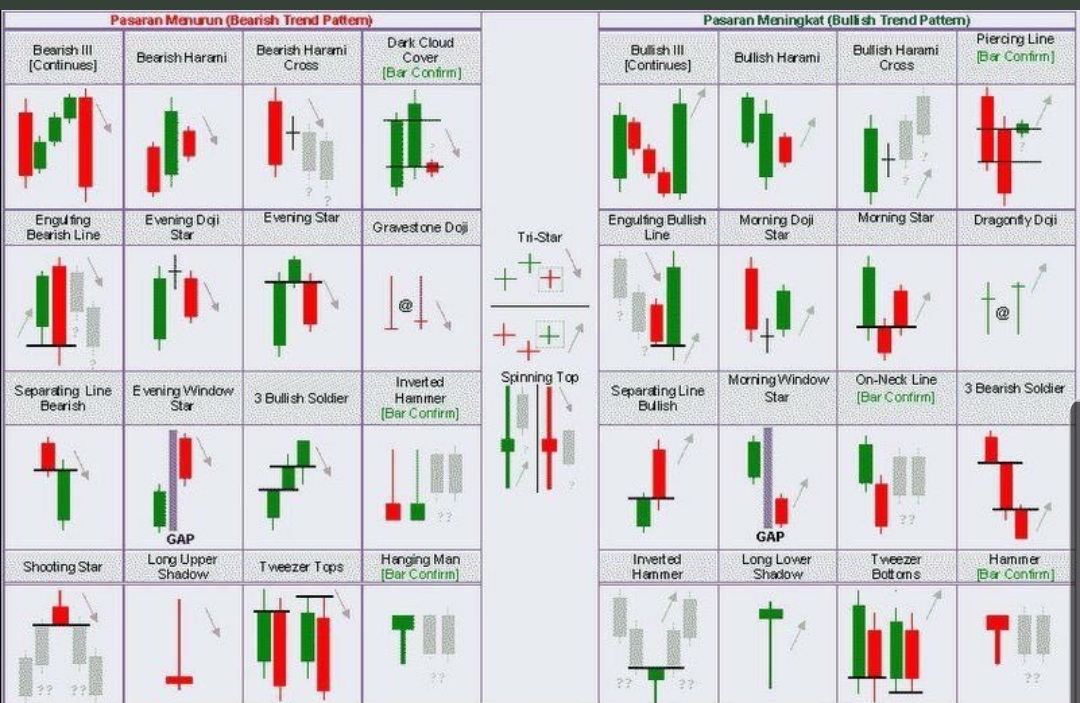 Pasaran Menurun (Bearish Trend Pattern)
Bearish III
[Continues]
Bearish Harami
Bearish Harami
Cross
Dark Cloud
Cover
[Bar Confirm]
?
?
?
Engulfing
Bearish Line
Evening Doji
Star
Evening Star
Gravestone Doji
?
?
@
Separating Line
Bearish
Evening Window
Star
3 Bullish Soldier
Inverted
Hammer
[Bar Confirm]
GAP
??
Shooting Star
Long Upper
Shadow
Tweezer Tops
Hanging Man
[Bar Confirm]
??
??
??
Tri-Star
Spinning Top
?
?
Pasaran Meningkat (Bullish Trend Pattern)
Bullish III
[Continues]
Bullish Harami
Bullish Harami
Cross
Piercing Line
[Bar Confirm]
?
?
Engulfing Bullish
Line
Morning Doji
Star
Morning Star
Dragonfly Doji
?
?
@
Separating Line
Bullish
Morning Window
Star
On-Neck Line
[Bar Confirm]
3 Bearish Soldier
GAP
??
Inverted
Hammer
Long Lower
Shadow
Tweezer
Bottoms
Hammer
[Bar Confirm]
??
??
??